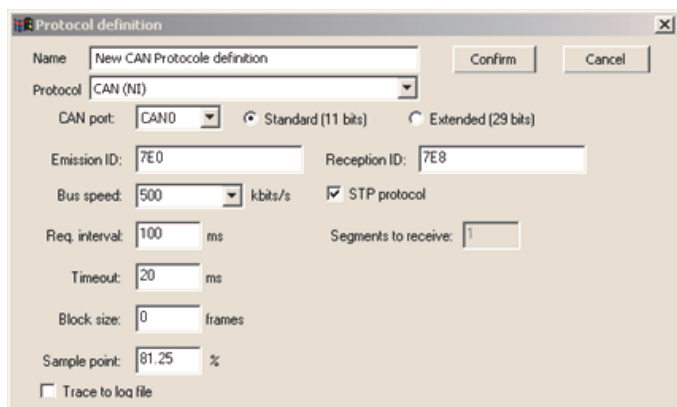 Protocol definition
Name New CAN Protocole definition Confirm Cancel
Protocol CAN (NI)
CAN port: CAN0 Standard (11 bits) Extended (29 bits)
Emission ID: 7E0 Reception ID: 7E8
Bus speed: 500 kbits/s STP protocol
Req. interval: 100 ms Segments to receive: 1
Timeout: 20 ms
Block size: 0 frames
Sample point: 81.25 %
Trace to log file